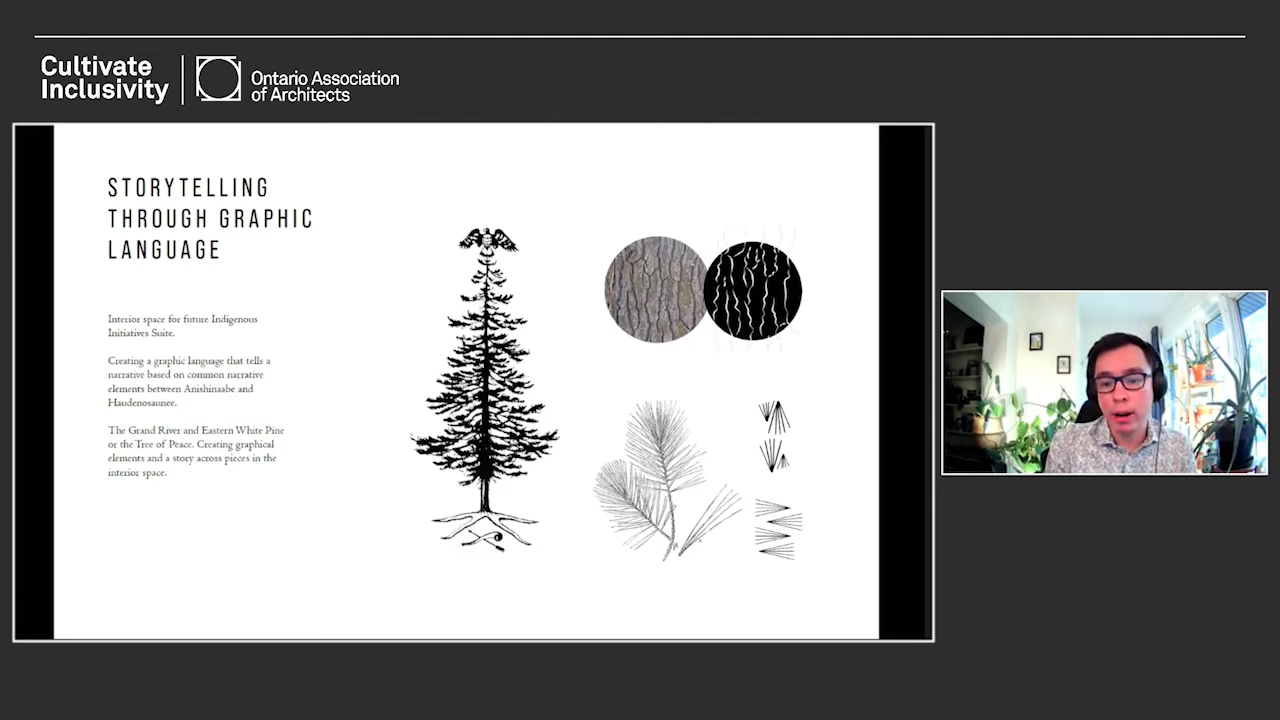 Cultivate
Inclusivity
Ontario Association
of Architects
STORYTELLING
THROUGH GRAPHIC
LANGUAGE
Interior space for future Indigenous
Initiatives Suite.
Creating a graphic language that tells a
narrative based on common narrative
elements between Anishinaabe and
Haudenosaunee.
The Grand River and Eastern White Pine
or the Tree of Peace. Creating graphical
elements and a story across pieces in the
interior space.